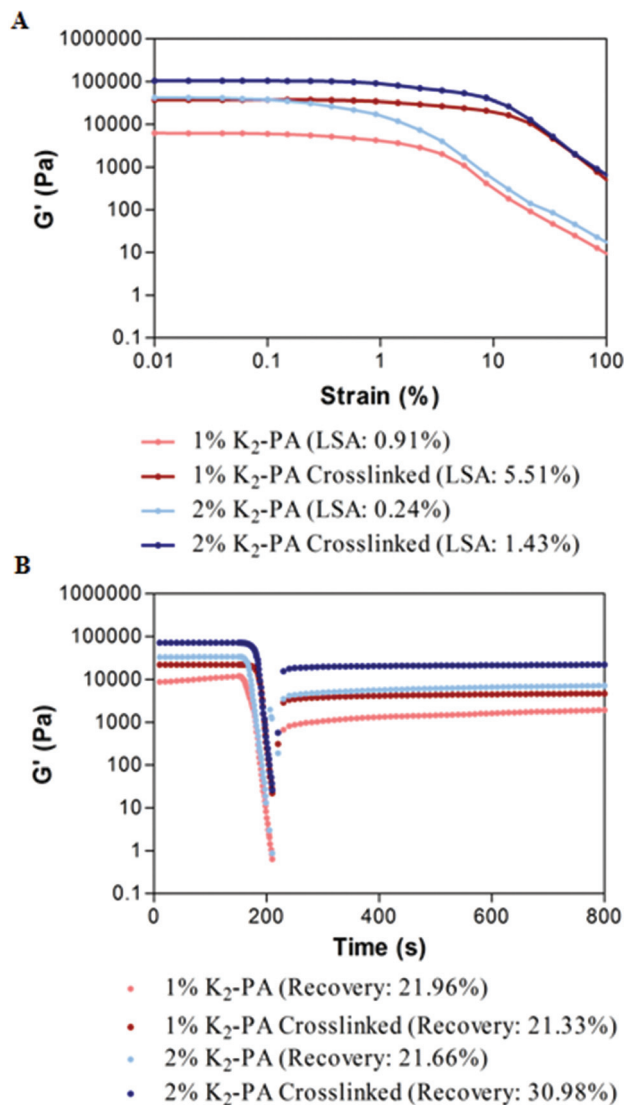 A
1000000
100000
10000
1000
100
10
1
0.1
G' (Pa)
0.01 0.1 1 10 100
Strain (%)
1% K₂-PA (LSA: 0.91%)
1% K₂-PA Crosslinked (LSA: 5.51%)
2% K₂-PA (LSA: 0.24%)
2% K₂-PA Crosslinked (LSA: 1.43%)
B
1000000
100000
10000
1000
100
10
1
0.1
G' (Pa)
0 200 400 600 800
Time (s)
1% K₂-PA (Recovery: 21.96%)
1% K₂-PA Crosslinked (Recovery: 21.33%)
2% K₂-PA (Recovery: 21.66%)
2% K₂-PA Crosslinked (Recovery: 30.98%)